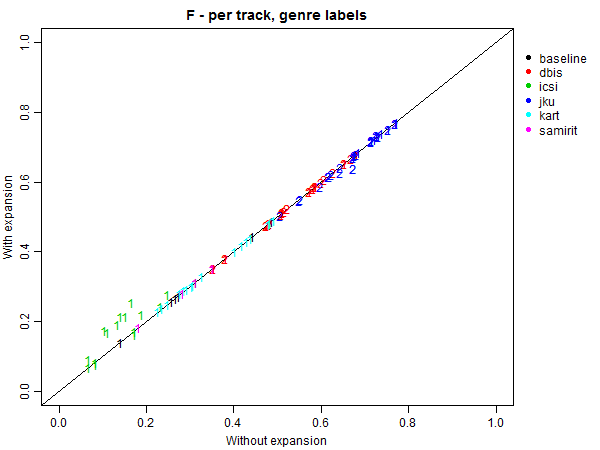 F - per track, genre labels
1.0
0.8
0.6
0.4
0.2
0.0
With expansion
0.0 0.2 0.4 0.6 0.8 1.0
Without expansion
baseline
dbis
icsi
jku
kart
samirit